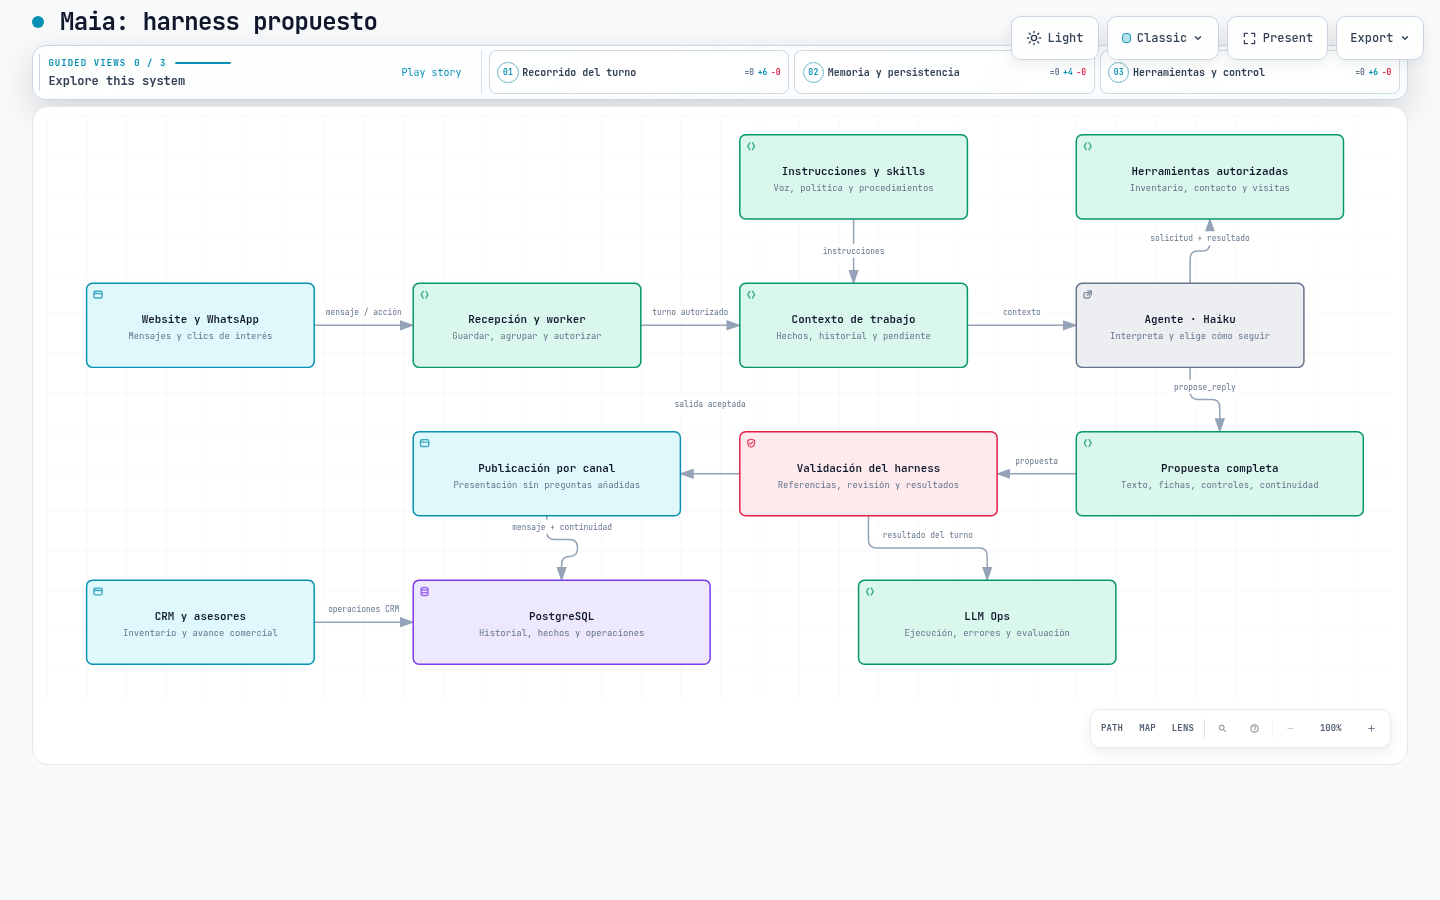 Maia: harness propuesto
Light
Classic
Present
Export
GUIDED VIEWS 0 / 3
Explore this system
Play story
01 Recorrido del turno =0 +6 -0
02 Memoria y persistencia =0 +4 -0
03 Herramientas y control =0 +6 -0
Instrucciones y skills
Voz, política y procedimientos
Herramientas autorizadas
Inventario, contacto y visitas
instrucciones
solicitud + resultado
Website y WhatsApp
Mensajes y clics de interés
mensaje / acción
Recepción y worker
Guardar, agrupar y autorizar
turno autorizado
Contexto de trabajo
Hechos, historial y pendiente
contexto
Agente · Haiku
Interpreta y elige cómo seguir
propose_reply
salida aceptada
Publicación por canal
Presentación sin preguntas añadidas
Validación del harness
Referencias, revisión y resultados
propuesta
Propuesta completa
Texto, fichas, controles, continuidad
mensaje + continuidad
resultado del turno
CRM y asesores
Inventario y avance comercial
operaciones CRM
PostgreSQL
Historial, hechos y operaciones
LLM Ops
Ejecución, errores y evaluación
PATH MAP LENS − 100% +